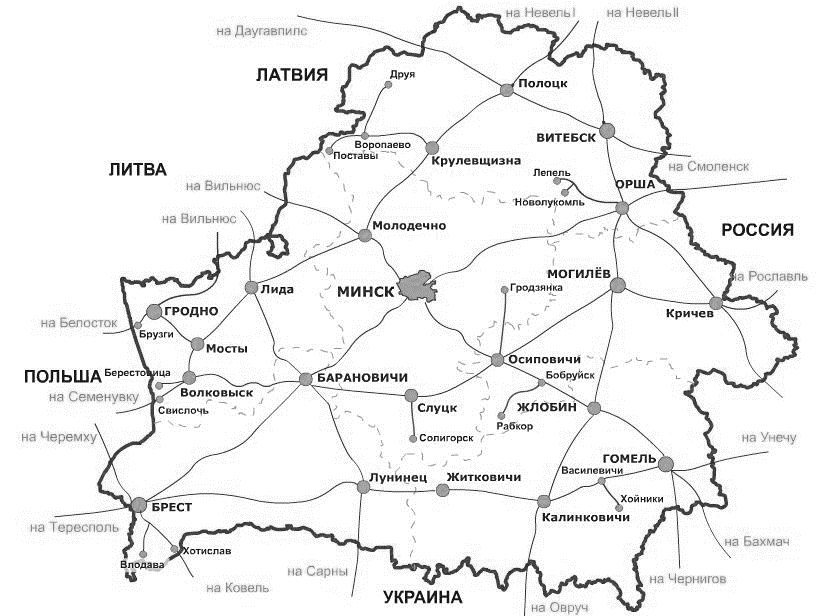 на Невель I
на Невель II
на Даугавпилс
ЛАТВИЯ
Друя
Полоцк
ВИТЕБСК
Воропаево
Поставы
Крулевщизна
ЛИТВА
на Смоленск
Лепель
ОРША
на Вильнюс
Новолукомль
на Вильнюс
Молодечно
РОССИЯ
МОГИЛЁВ
на Рославль
Лида
МИНСК
Гродзянка
ГРОДНО
Кричев
на Белосток
Брузги
Мосты
Осиповичи
Берестовица
ПОЛЬША
БАРАНОВИЧИ
Бобруйск
Волковыск
на Семенувку
Свислочь
Слуцк
ЖЛОБИН
Рабкор
на Черемху
Солигорск
на Унечу
ГОМЕЛЬ
Василевичи
Лунинец
Житковичи
Хойники
БРЕСТ
Калинковичи
на Тересполь
на Бахмач
Хотислав
Влодава
на Сарны
на Чернигов
на Ковель
УКРАИНА
на Овруч